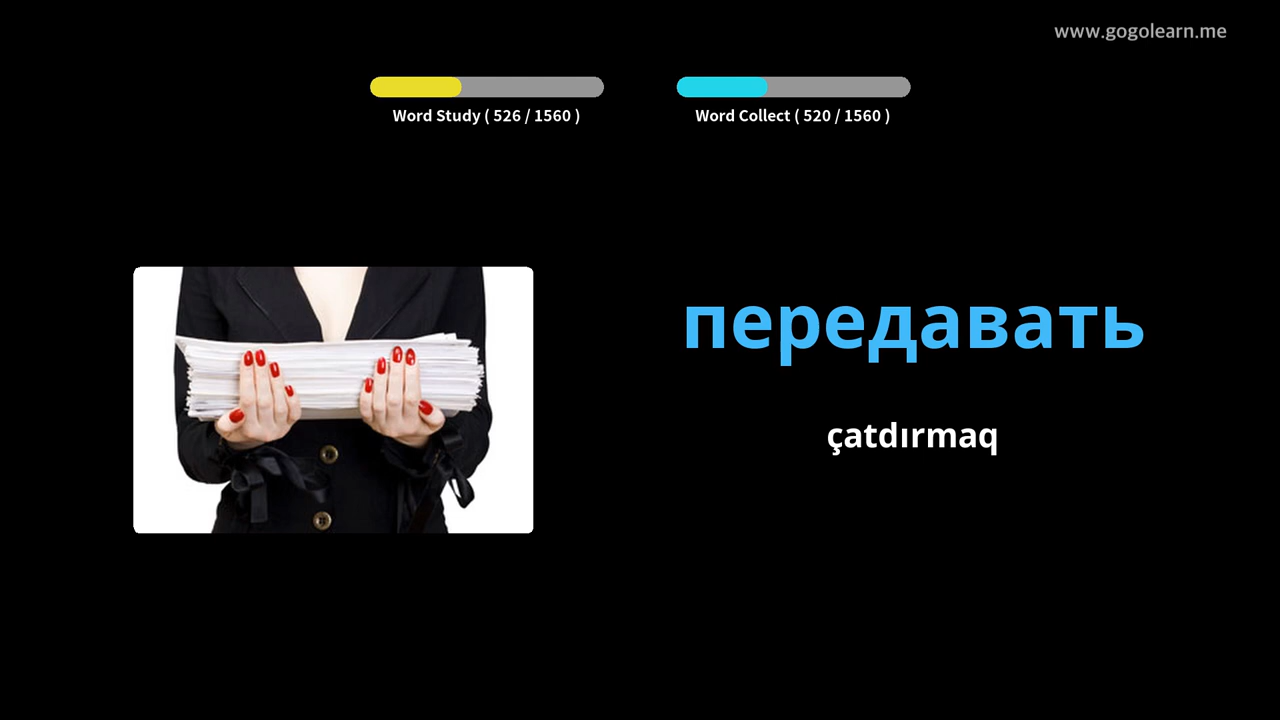 www.gogolearn.me
Word Study ( 526 / 1560 )
Word Collect ( 520 / 1560 )
передавать
çatdırmaq